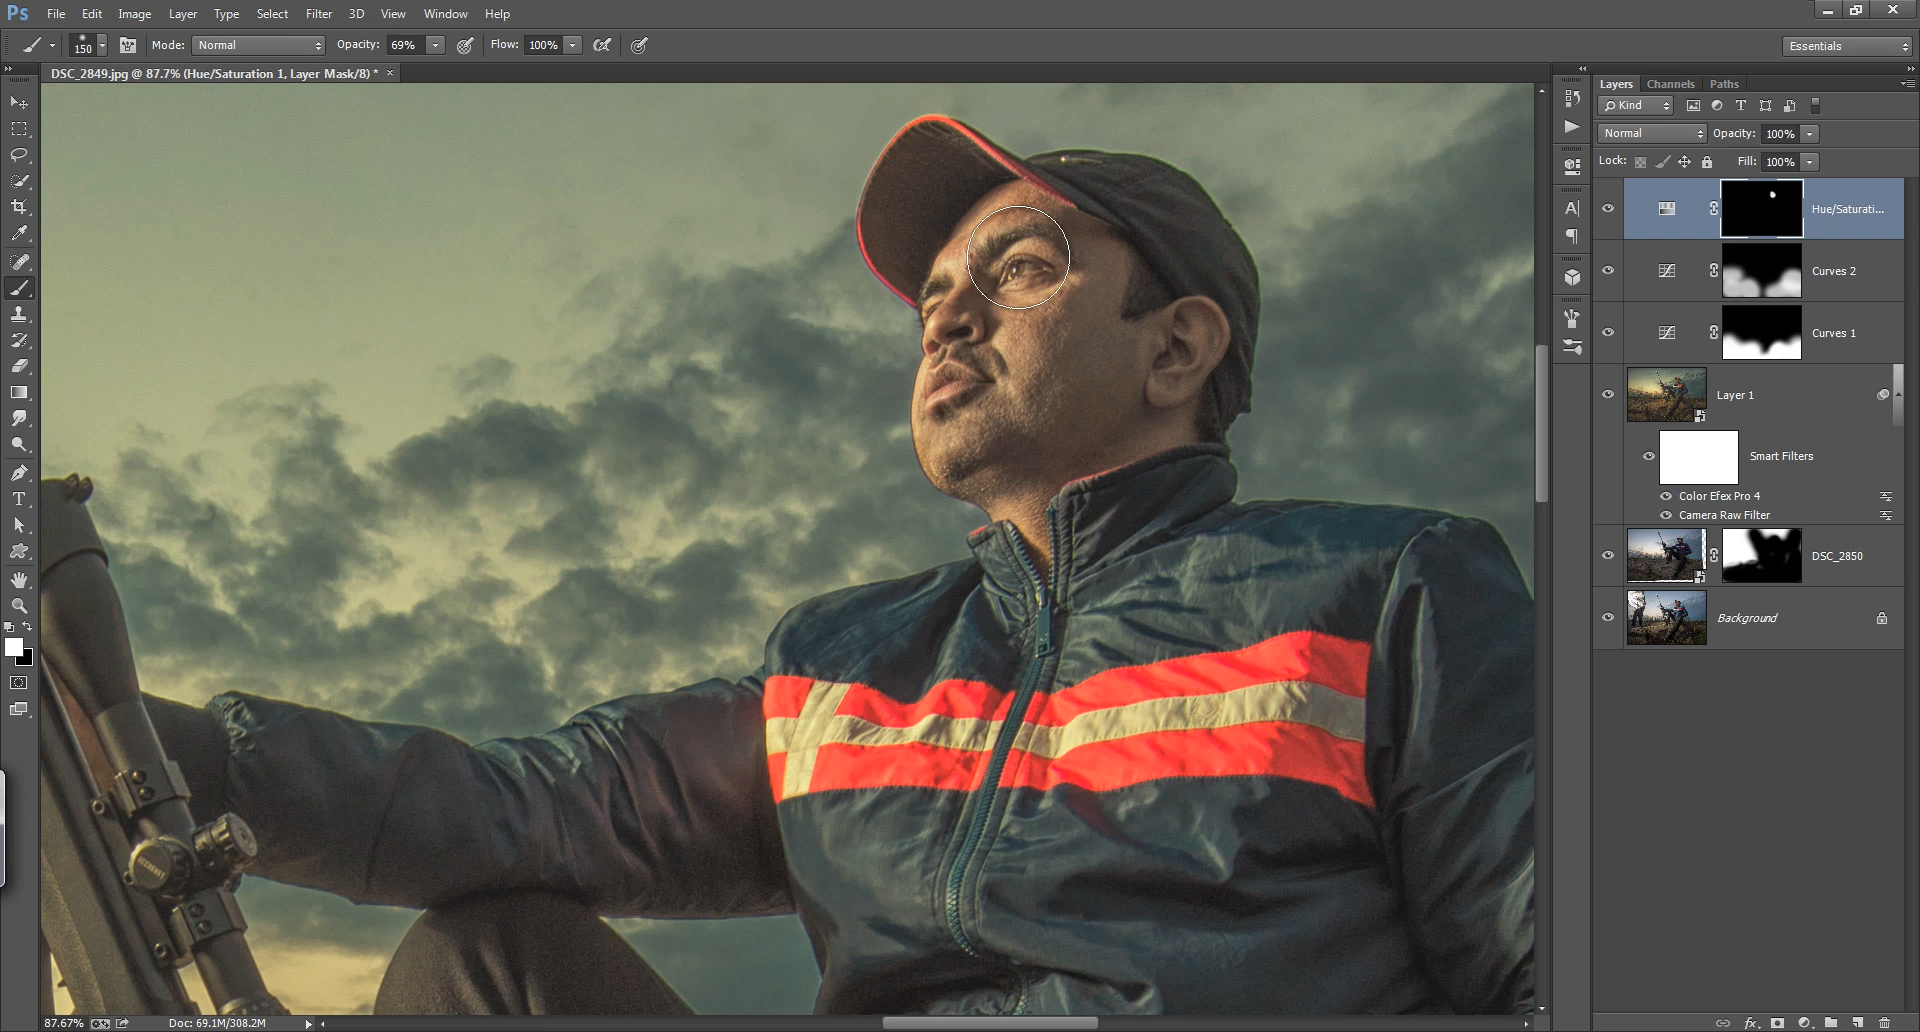 Ps File Edit Image Layer Type Select Filter 3D View Window Help
150 Mode: Normal Opacity: 69% Flow: 100% Essentials
DSC_2849.jpg @ 87.7% (Hue/Saturation 1, Layer Mask/8) * ×
Layers Channels Paths
Kind
Normal Opacity: 100%
Lock: Fill: 100%
Hue/Saturati...
Curves 2
Curves 1
Layer 1
Smart Filters
Color Efex Pro 4
Camera Raw Filter
DSC_2850
Background
87.67% Doc: 69.1M/308.2M
fx